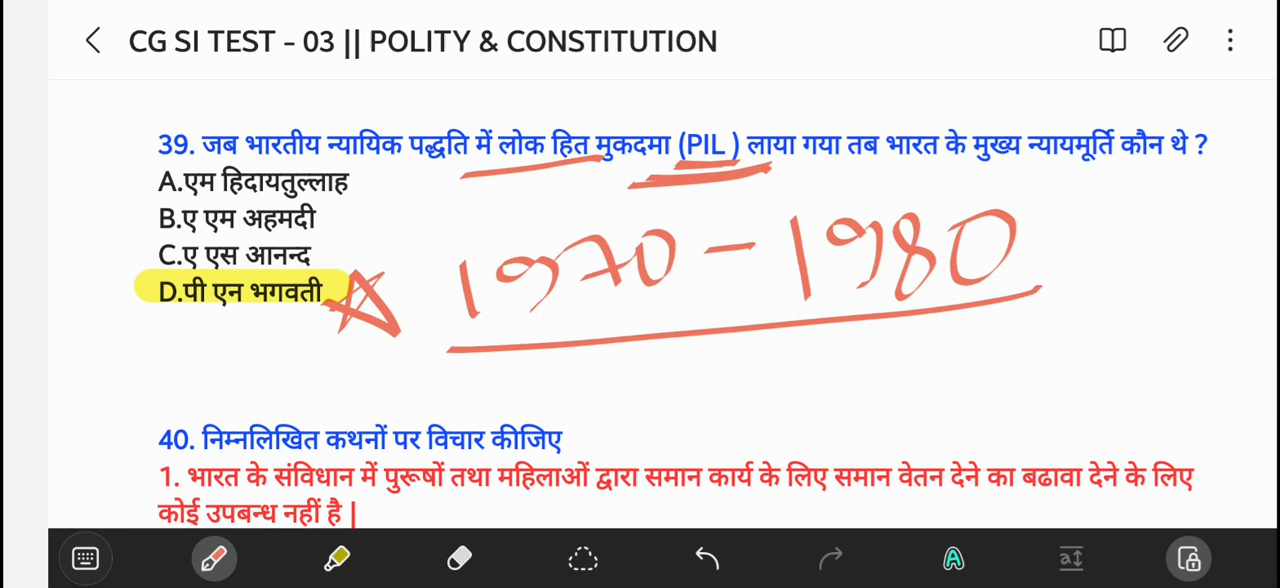 CG SI TEST - 03 || POLITY & CONSTITUTION
39. जब भारतीय न्यायिक पद्धति में लोक हित मुकदमा (PIL ) लाया गया तब भारत के मुख्य न्यायमूर्ति कौन थे ?
A.एम हिदायतुल्लाह
B.ए एम अहमदी
C.ए एस आनन्द
D.पी एन भगवती
1970 - 1980
40. निम्नलिखित कथनों पर विचार कीजिए
1. भारत के संविधान में पुरूषों तथा महिलाओं द्वारा समान कार्य के लिए समान वेतन देने का बढावा देने के लिए
कोई उपबन्ध नहीं है |